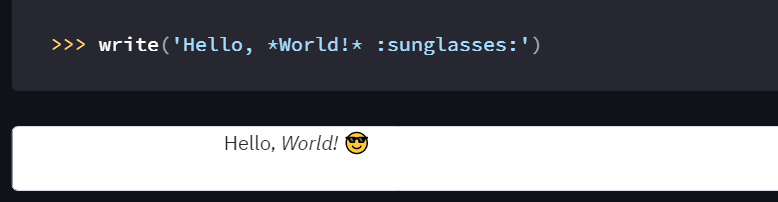 >>> write('Hello, *World!* :sunglasses:')
Hello, World! 😎